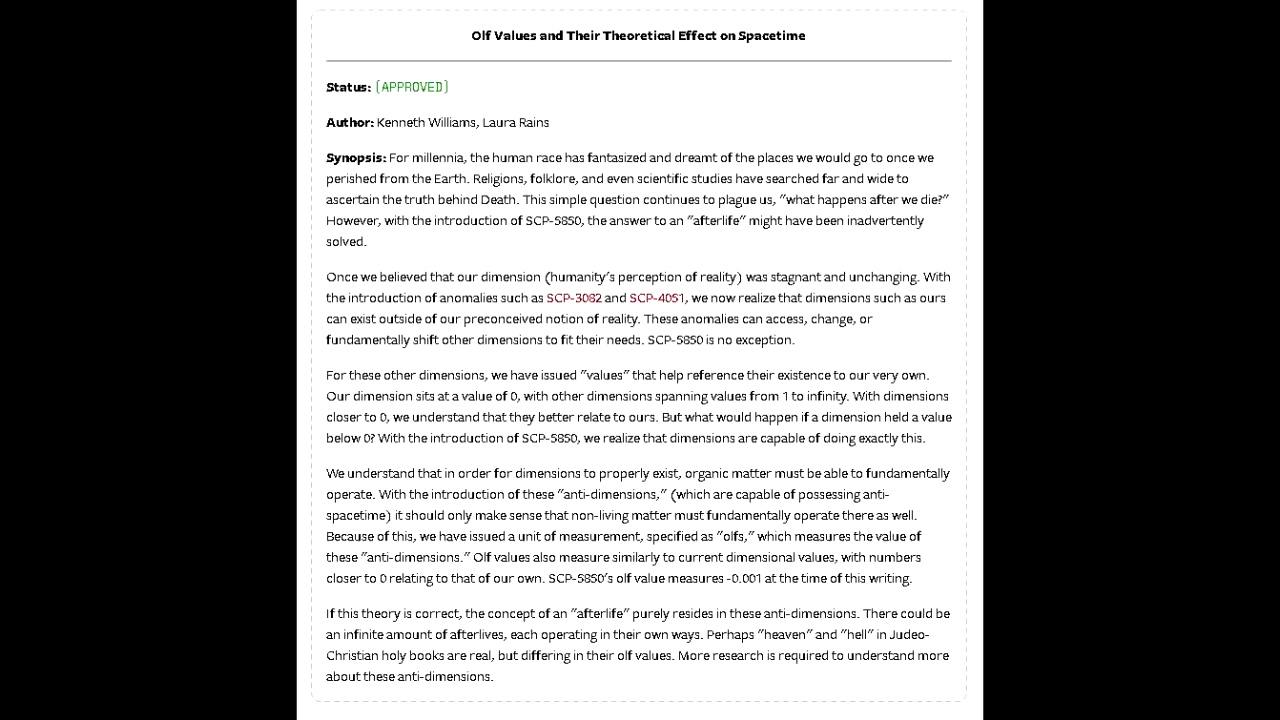 Olf Values and Their Theoretical Effect on Spacetime
Status: [APPROVED]
Author: Kenneth Williams, Laura Rains
Synopsis: For millennia, the human race has fantasized and dreamt of the places we would go to once we
perished from the Earth. Religions, folklore, and even scientific studies have searched far and wide to
ascertain the truth behind Death. This simple question continues to plague us, "what happens after we die?"
However, with the introduction of SCP-5850, the answer to an "afterlife" might have been inadvertently
solved.
Once we believed that our dimension (humanity's perception of reality) was stagnant and unchanging. With
the introduction of anomalies such as SCP-3082 and SCP-4051, we now realize that dimensions such as ours
can exist outside of our preconceived notion of reality. These anomalies can access, change, or
fundamentally shift other dimensions to fit their needs. SCP-5850 is no exception.
For these other dimensions, we have issued "values" that help reference their existence to our very own.
Our dimension sits at a value of 0, with other dimensions spanning values from 1 to infinity. With dimensions
closer to 0, we understand that they better relate to ours. But what would happen if a dimension held a value
below 0? With the introduction of SCP-5850, we realize that dimensions are capable of doing exactly this.
We understand that in order for dimensions to properly exist, organic matter must be able to fundamentally
operate. With the introduction of these "anti-dimensions," (which are capable of possessing anti-
spacetime) it should only make sense that non-living matter must fundamentally operate there as well.
Because of this, we have issued a unit of measurement, specified as "olfs," which measures the value of
these "anti-dimensions." Olf values also measure similarly to current dimensional values, with numbers
closer to 0 relating to that of our own. SCP-5850's olf value measures -0.001 at the time of this writing.
If this theory is correct, the concept of an "afterlife" purely resides in these anti-dimensions. There could be
an infinite amount of afterlives, each operating in their own ways. Perhaps "heaven" and "hell" in Judeo-
Christian holy books are real, but differing in their olf values. More research is required to understand more
about these anti-dimensions.